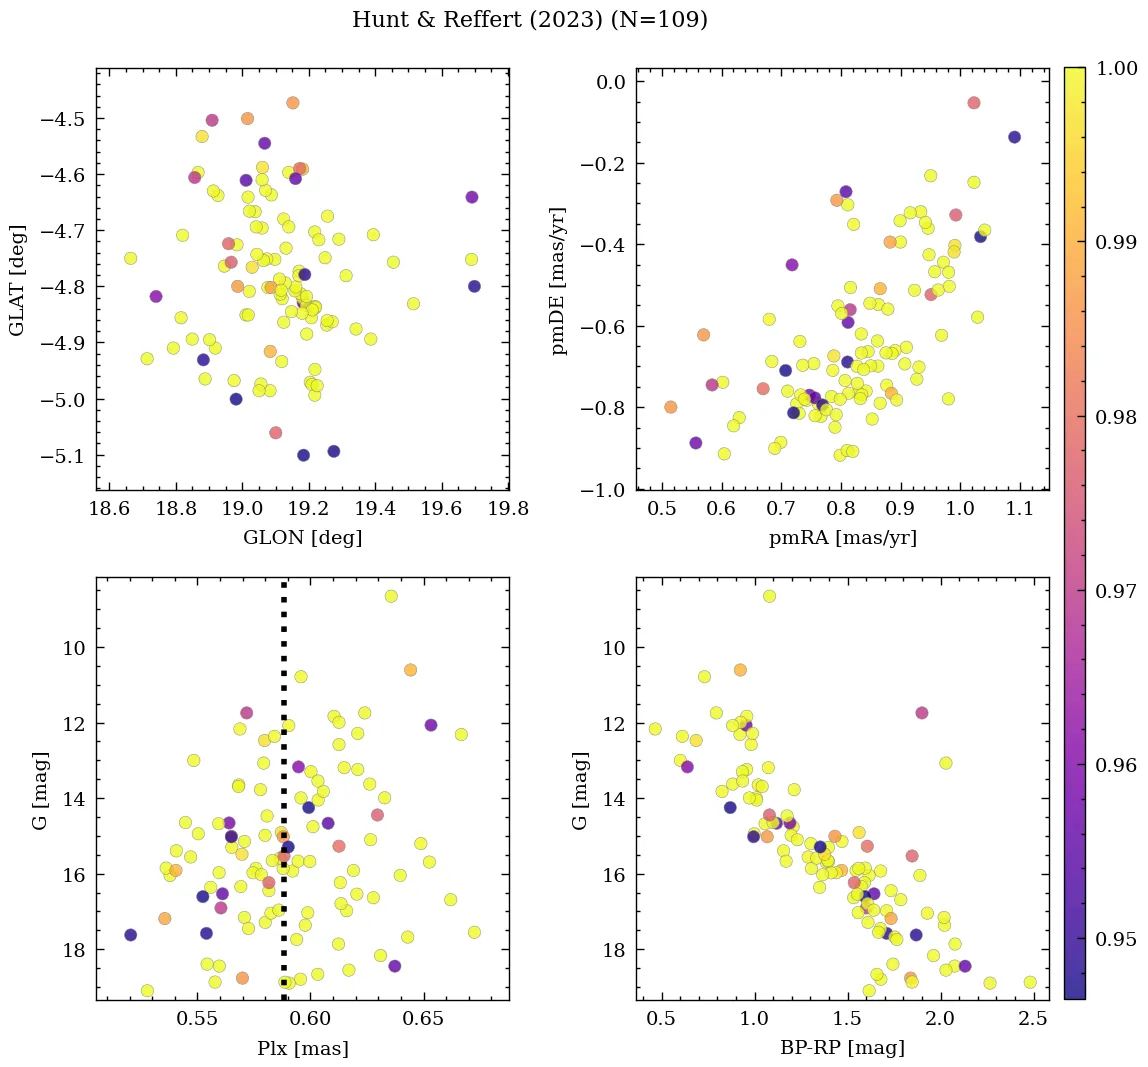 Hunt & Reffert (2023) (N=109)
−4.5
−4.6
−4.7
−4.8
−4.9
−5.0
−5.1
GLAT [deg]
18.6 18.8 19.0 19.2 19.4 19.6 19.8
GLON [deg]
0.0
−0.2
−0.4
−0.6
−0.8
−1.0
pmDE [mas/yr]
0.5 0.6 0.7 0.8 0.9 1.0 1.1
pmRA [mas/yr]
10
12
14
16
18
G [mag]
0.55 0.60 0.65
Plx [mas]
10
12
14
16
18
G [mag]
0.5 1.0 1.5 2.0 2.5
BP-RP [mag]
1.00
0.99
0.98
0.97
0.96
0.95